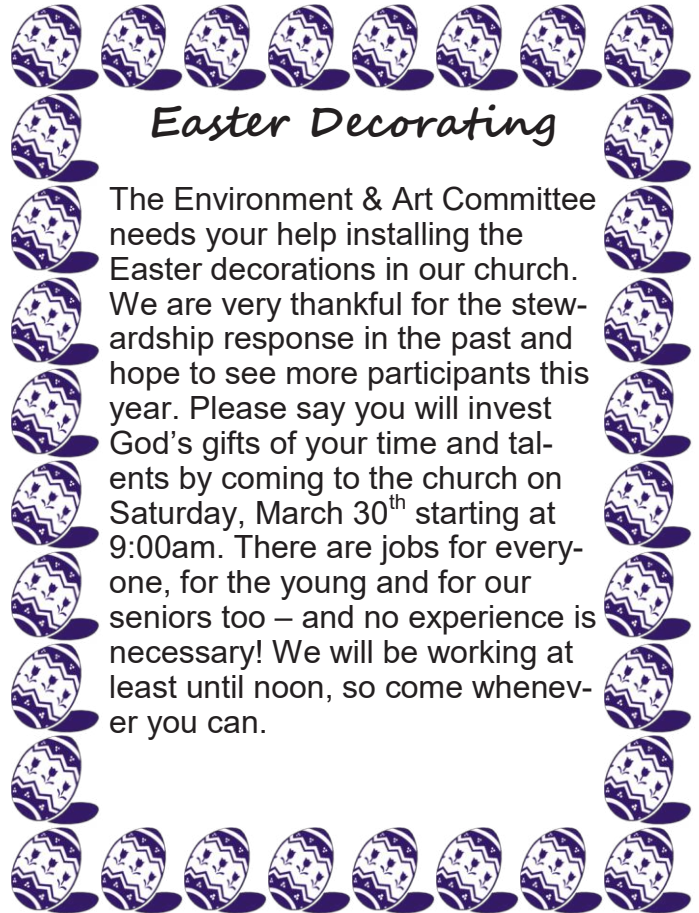 Easter Decorating
The Environment & Art Committee
needs your help installing the
Easter decorations in our church.
We are very thankful for the stew-
ardship response in the past and
hope to see more participants this
year. Please say you will invest
God’s gifts of your time and tal-
ents by coming to the church on
Saturday, March 30th starting at
9:00am. There are jobs for every-
one, for the young and for our
seniors too – and no experience is
necessary! We will be working at
least until noon, so come whenev-
er you can.